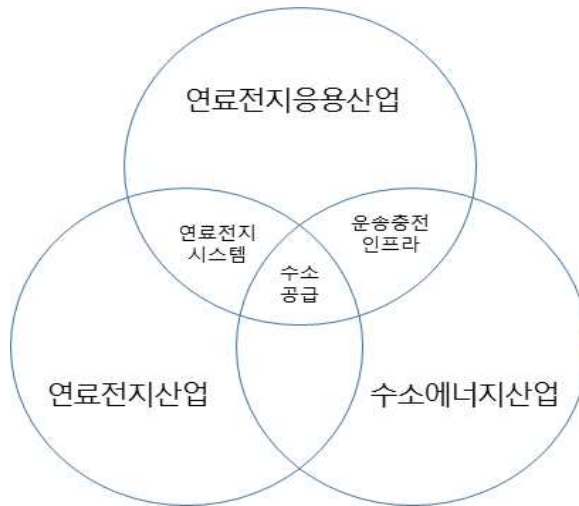 연료전지응용산업
연료전지
시스템
운송충전
인프라
수소
공급
연료전지산업
수소에너지산업